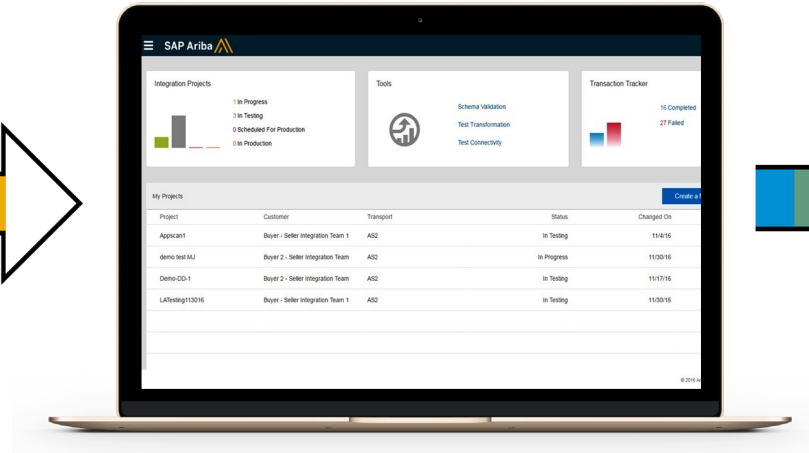 SAP Ariba
Integration Projects
1 In Progress
3 In Testing
0 Scheduled For Production
0 In Production
Tools
Schema Validation
Test Transformation
Test Connectivity
Transaction Tracker
16 Completed
27 Failed
My Projects
Create a
Project Customer Transport Status Changed On
Appscan1 Buyer - Seller Integration Team 1 AS2 In Testing 11/4/16
demo test MJ Buyer 2 - Seller Integration Team AS2 In Progress 11/30/16
Demo-DD-1 Buyer 2 - Seller Integration Team AS2 In Testing 11/17/16
LATesting113016 Buyer - Seller Integration Team 1 AS2 In Testing 11/30/16
© 2016 Ar